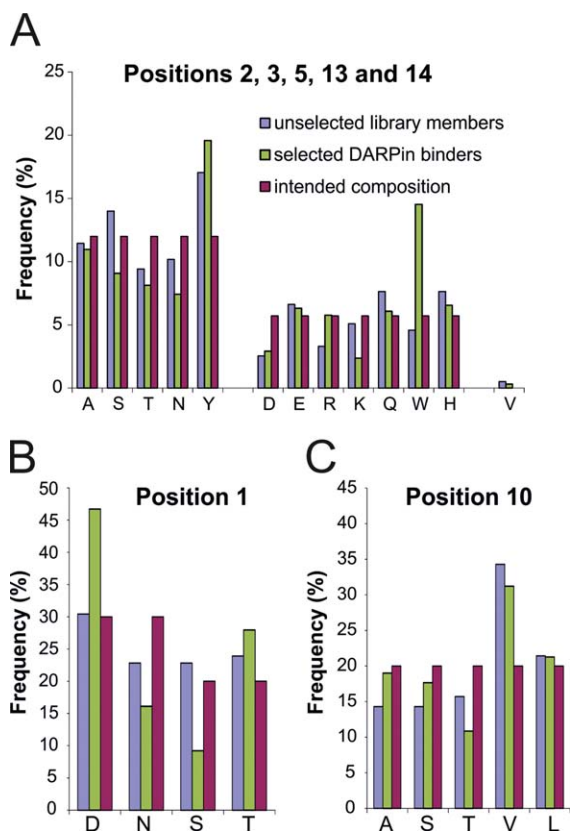 A
Positions 2, 3, 5, 13 and 14
unselected library members
selected DARPin binders
intended composition
Frequency (%)
25
20
15
10
5
0
A S T N Y D E R K Q W H V
B
Position 1
Frequency (%)
50
45
40
35
30
25
20
15
10
5
0
D N S T
C
Position 10
Frequency (%)
45
40
35
30
25
20
15
10
5
0
A S T V L